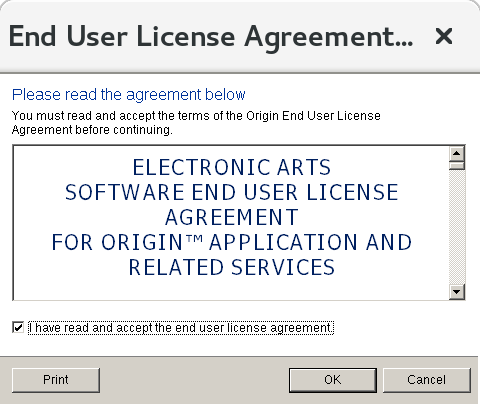 End User License Agreement...
Please read the agreement below
You must read and accept the terms of the Origin End User License
Agreement before continuing.
ELECTRONIC ARTS
SOFTWARE END USER LICENSE
AGREEMENT
FOR ORIGIN™ APPLICATION AND
RELATED SERVICES
I have read and accept the end user license agreement.
Print
OK
Cancel